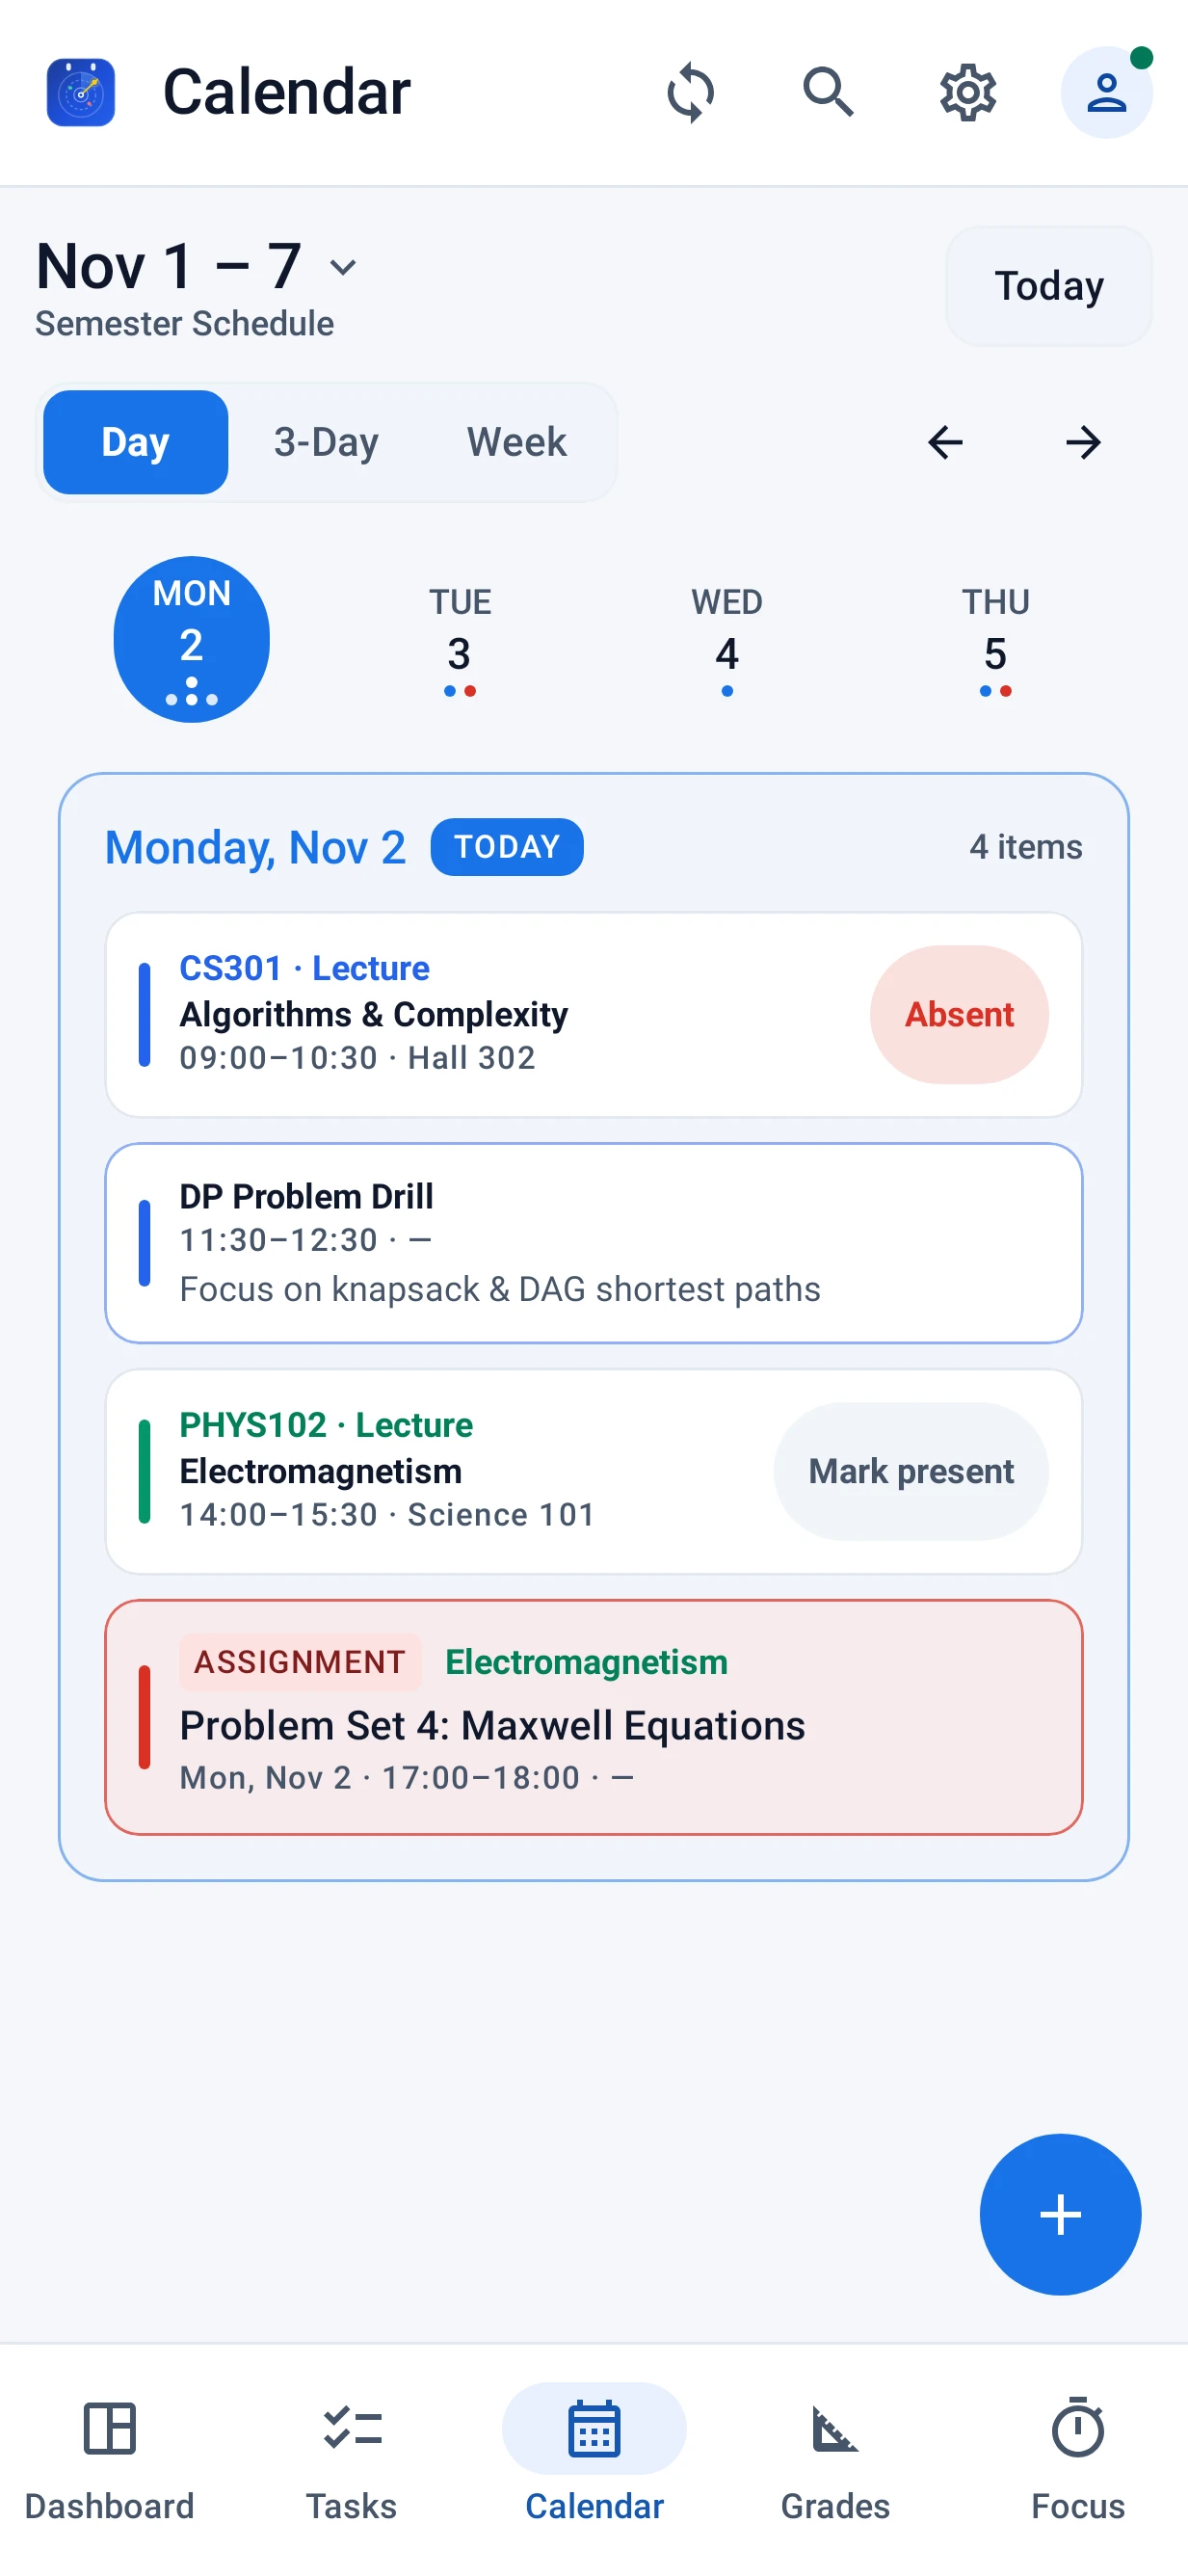 Calendar
Nov 1 – 7
Semester Schedule
Today
Day
3-Day
Week
MON
2
TUE
3
WED
4
THU
5
Monday, Nov 2
TODAY
4 items
CS301 · Lecture
Algorithms & Complexity
09:00–10:30 · Hall 302
Absent
DP Problem Drill
11:30–12:30 · —
Focus on knapsack & DAG shortest paths
PHYS102 · Lecture
Electromagnetism
14:00–15:30 · Science 101
Mark present
ASSIGNMENT
Electromagnetism
Problem Set 4: Maxwell Equations
Mon, Nov 2 · 17:00–18:00 · —
Dashboard
Tasks
Calendar
Grades
Focus